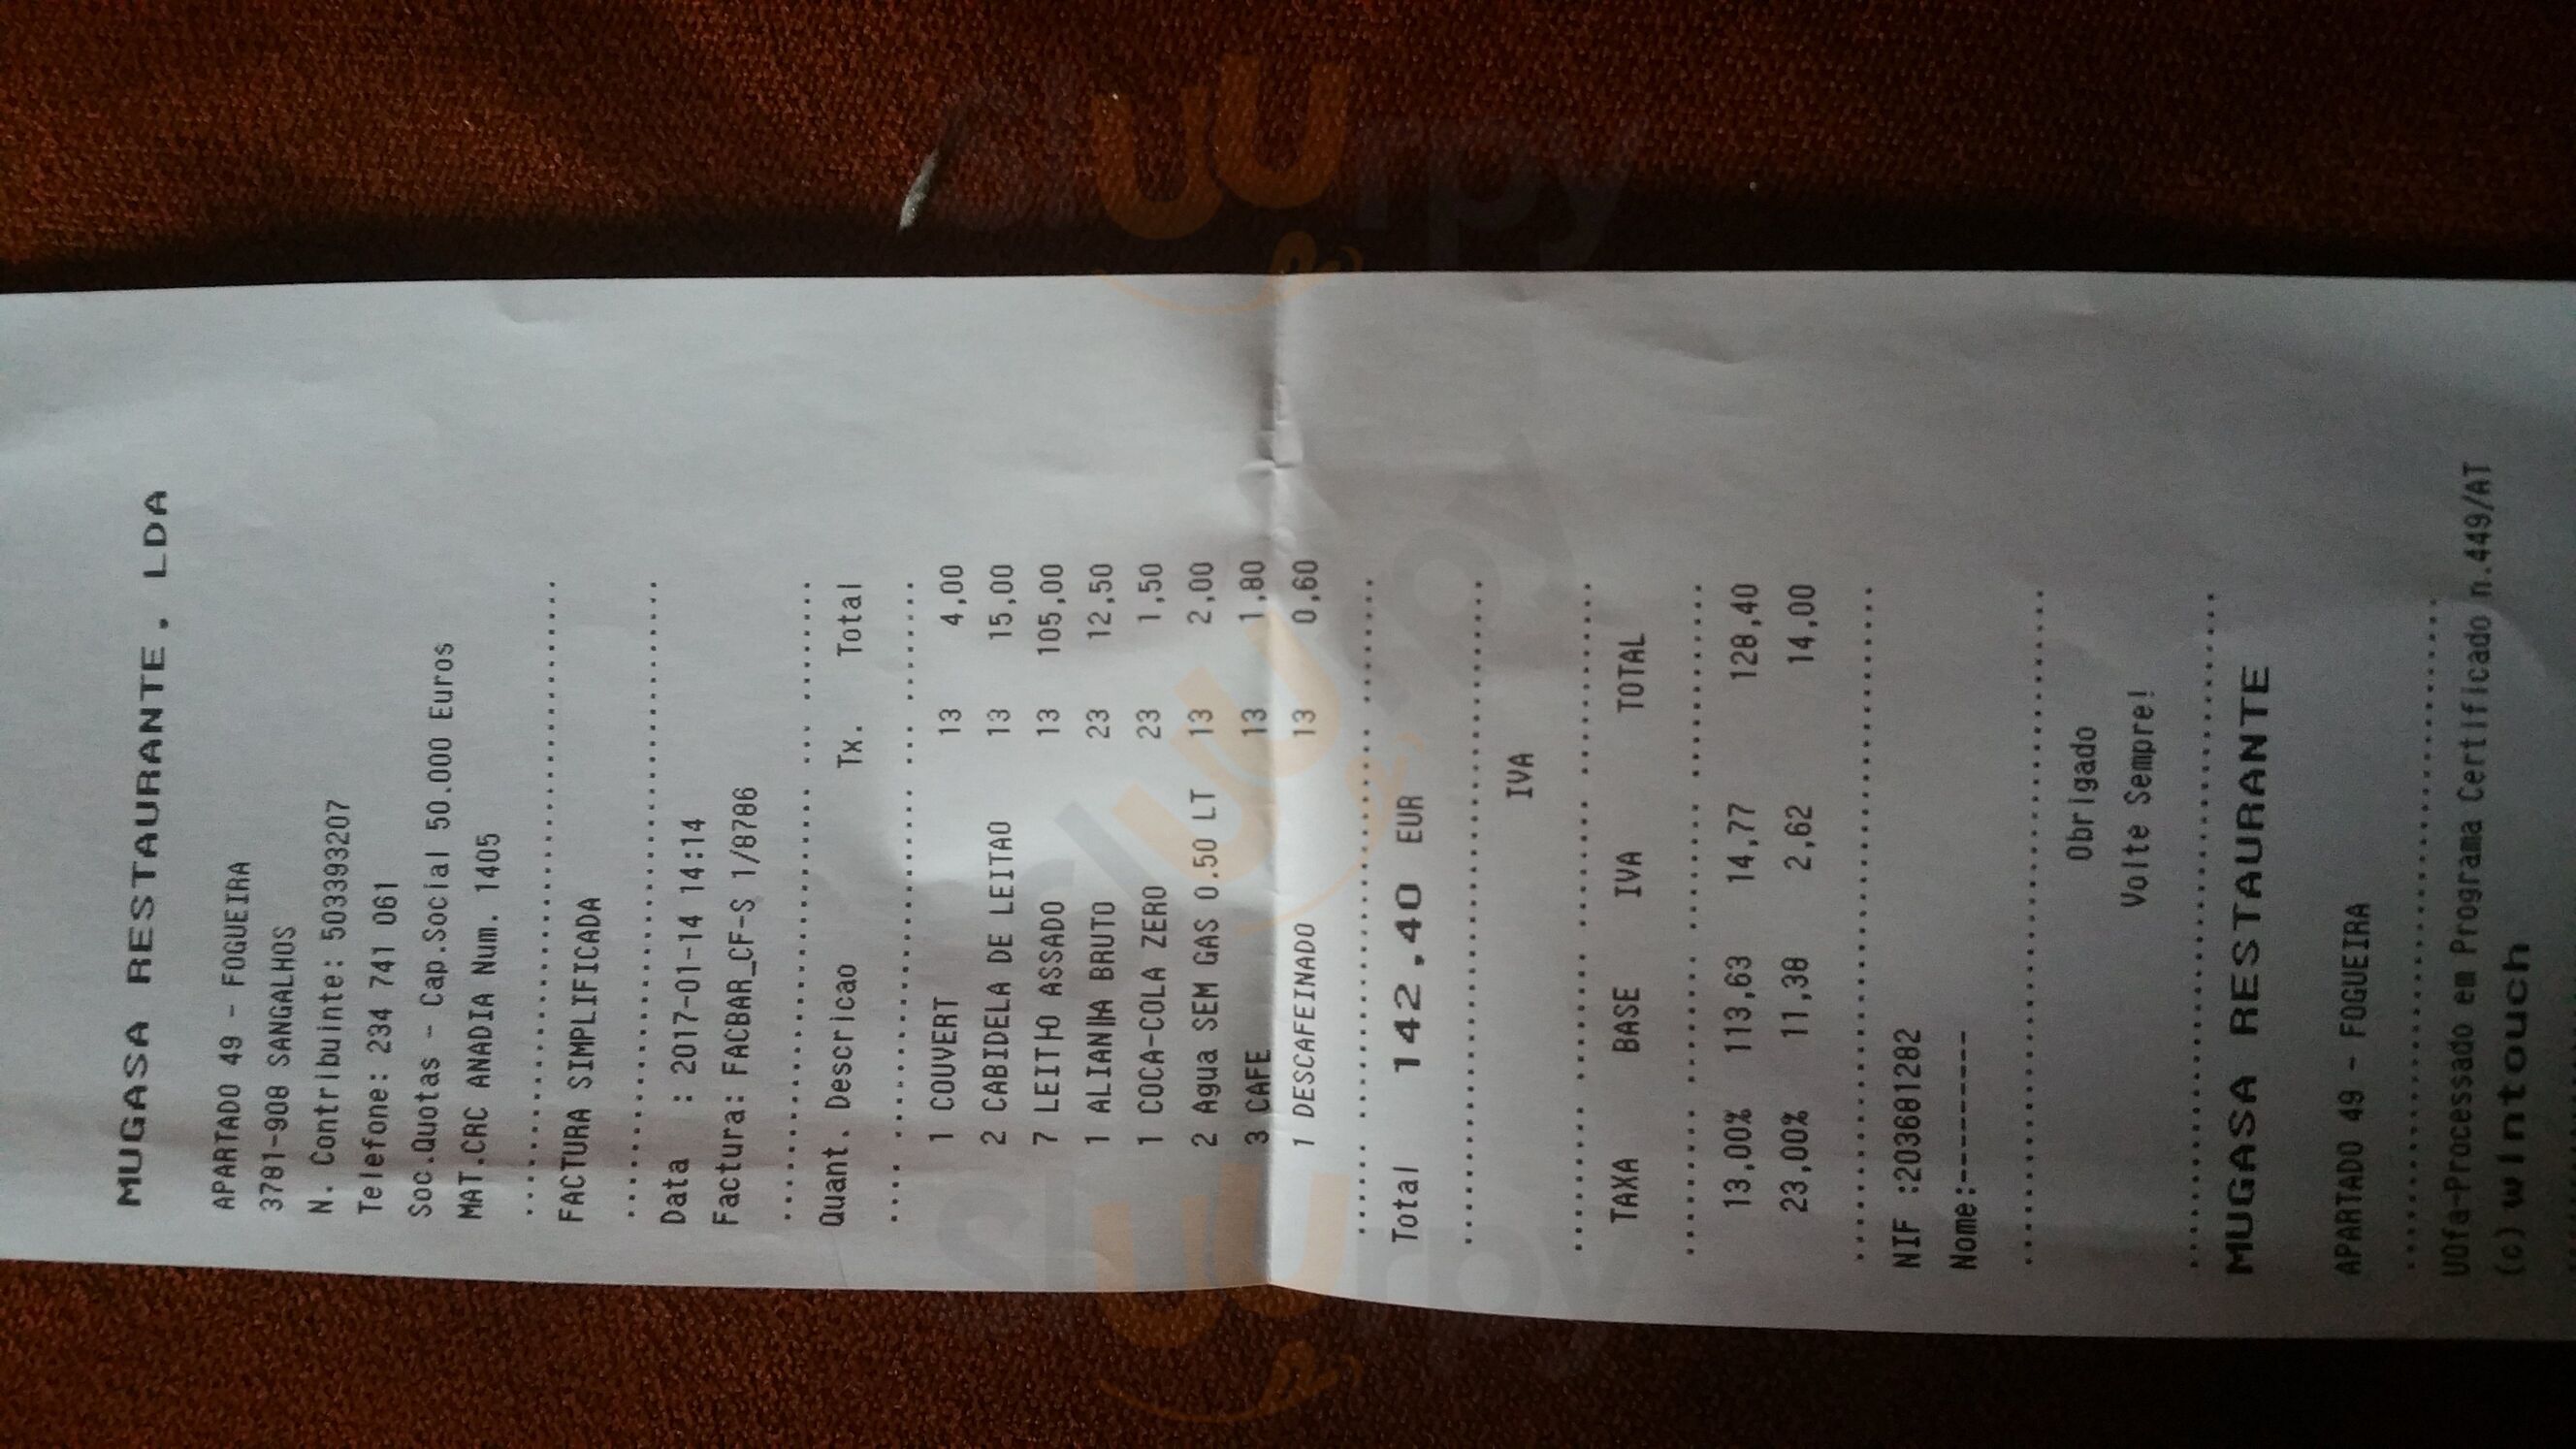 MUGASA RESTAURANTE, LDA
APARTADO 49 - FOGUEIRA
3781-908 SANGALHOS
N. Contribuinte: 503393207
Telefone: 234 741 061
Soc.Quotas - Cap.Social 50.000 Euros
MAT.CRC ANADIA Num. 1405
FACTURA SIMPLIFICADA
Data : 2017-01-14 14:14
Factura: FACBAR_CF-S 1/8786
Quant. Descricao Tx. Total
1 COUVERT 13 4,00
2 CABIDELA DE LEITAO 13 15,00
7 LEITHO ASSADO 13 105,00
1 ALIANHA BRUTO 23 12,50
1 COCA-COLA ZERO 23 1,50
2 Agua SEM GAS 0.50 LT 13 2,00
3 CAFE 13 1,80
1 DESCAFEINADO 13 0,60
Total 142,40 EUR
IVA
TAXA BASE IVA TOTAL
13,00% 113,63 14,77 128,40
23,00% 11,38 2,62 14,00
NIF :203681282
Nome:---------
Obrigado
Volte Sempre!
MUGASA RESTAURANTE
APARTADO 49 - FOGUEIRA
UOfa-Processado em Programa Certificado n.449/AT
(c) wintouch
sluurpy
sluurpy
sluurpy